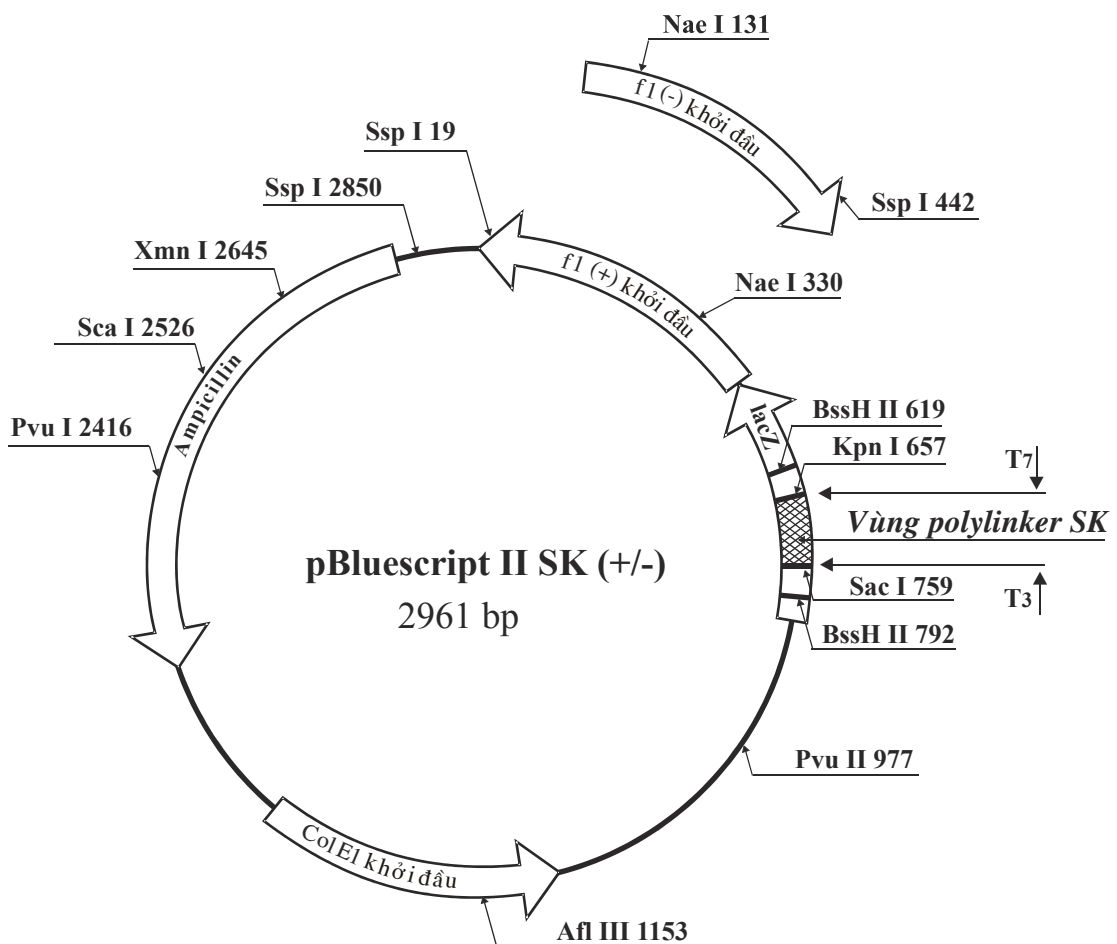 Nae I 131
f1 (-) khởi đầu
Ssp I 442
Ssp I 19
Ssp I 2850
Xmn I 2645
Sca I 2526
Pvu I 2416
Ampicillin
f1 (+) khởi đầu
Nae I 330
lacZ
BssH II 619
Kpn I 657
T7
Vùng polylinker SK
Sac I 759
T3
BssH II 792
pBluescript II SK (+/-)
2961 bp
Pvu II 977
ColE1 khởi đầu
Afl III 1153